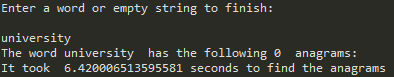 Enter a word or empty string to finish:
university
The word university  has the following 0  anagrams:
It took  6.420006513595581 seconds to find the anagrams